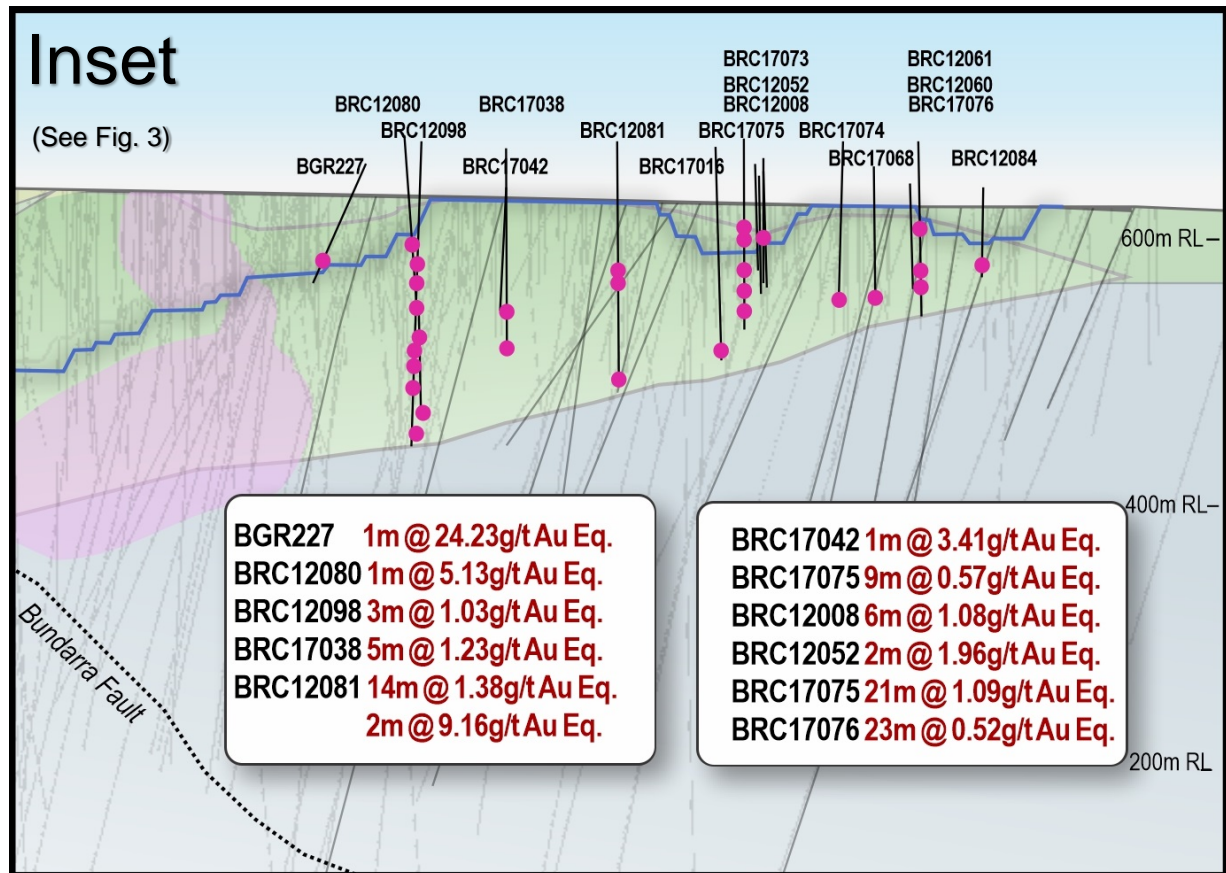 Inset
(See Fig. 3)
BRC17073
BRC12061
BRC12052
BRC12060
BRC12080
BRC17038
BRC12008
BRC17076
BRC12098
BRC12081
BRC17075
BRC17074
BGR227
BRC17042
BRC17016
BRC17068
BRC12084
600m RL
400m RL
BGR227 1m @ 24.23g/t Au Eq.
BRC12080 1m @ 5.13g/t Au Eq.
BRC12098 3m @ 1.03g/t Au Eq.
BRC17038 5m @ 1.23g/t Au Eq.
BRC12081 14m @ 1.38g/t Au Eq.
2m @ 9.16g/t Au Eq.
BRC17042 1m @ 3.41g/t Au Eq.
BRC17075 9m @ 0.57g/t Au Eq.
BRC12008 6m @ 1.08g/t Au Eq.
BRC12052 2m @ 1.96g/t Au Eq.
BRC17075 21m @ 1.09g/t Au Eq.
BRC17076 23m @ 0.52g/t Au Eq.
Bundarra Fault
200m RL